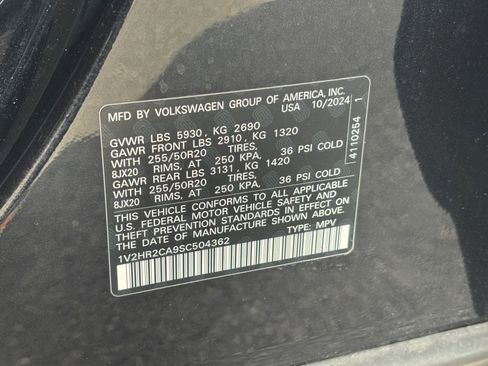 MFD BY VOLKSWAGEN GROUP OF AMERICA, INC.
USA 10/2024
GVWR LBS 5930, KG 2690
GAWR FRONT LBS 2910, KG 1320
WITH 255/50R20 TIRES,
8JX20 RIMS. AT 250 KPA, 36 PSI COLD
GAWR REAR LBS 3131, KG 1420
WITH 255/50R20 TIRES,
8JX20 RIMS. AT 250 KPA, 36 PSI COLD
THIS VEHICLE CONFORMS TO ALL APPLICABLE
U.S. FEDERAL MOTOR VEHICLE SAFETY AND
THEFT PREVENTION STANDARDS IN EFFECT ON
DATE OF MANUFACTURE SHOWN ABOVE.
1V2HR2CA9SC504362 TYPE: MPV
4110254 1